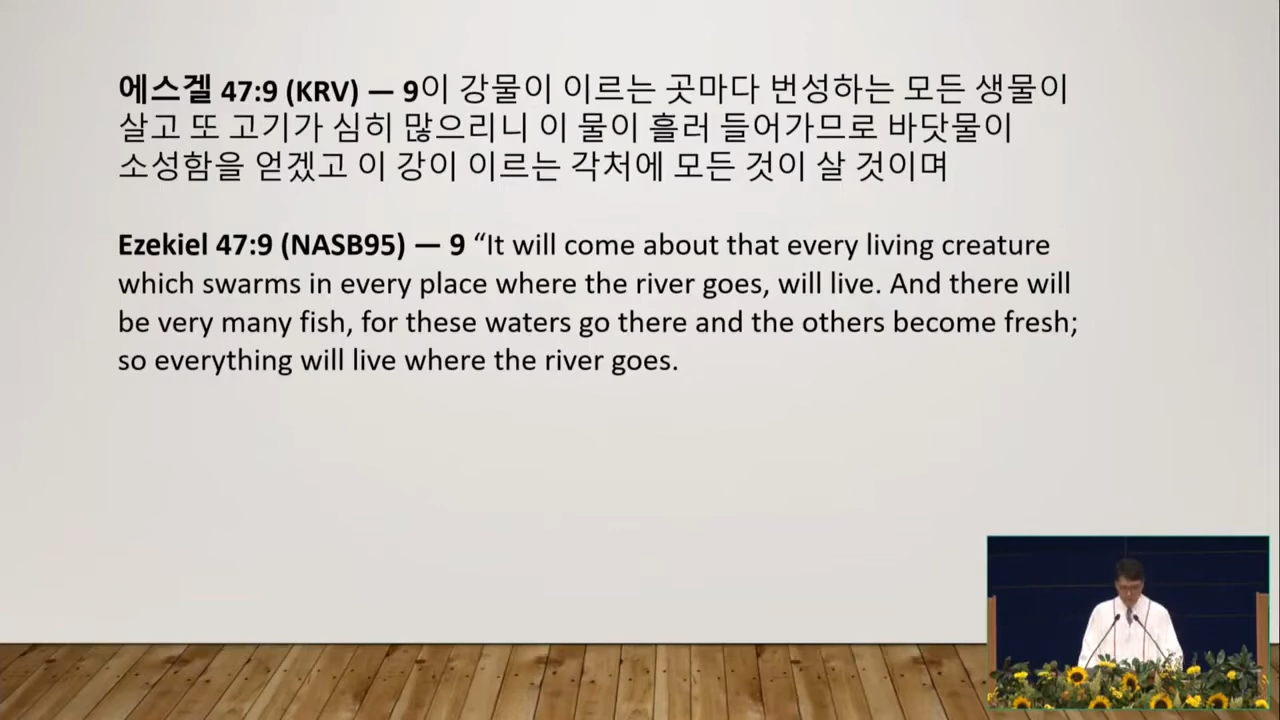 에스겔 47:9 (KRV) — 9이 강물이 이르는 곳마다 번성하는 모든 생물이
살고 또 고기가 심히 많으리니 이 물이 흘러 들어가므로 바닷물이
소성함을 얻겠고 이 강이 이르는 각처에 모든 것이 살 것이며
Ezekiel 47:9 (NASB95) — 9 “It will come about that every living creature
which swarms in every place where the river goes, will live. And there will
be very many fish, for these waters go there and the others become fresh;
so everything will live where the river goes.